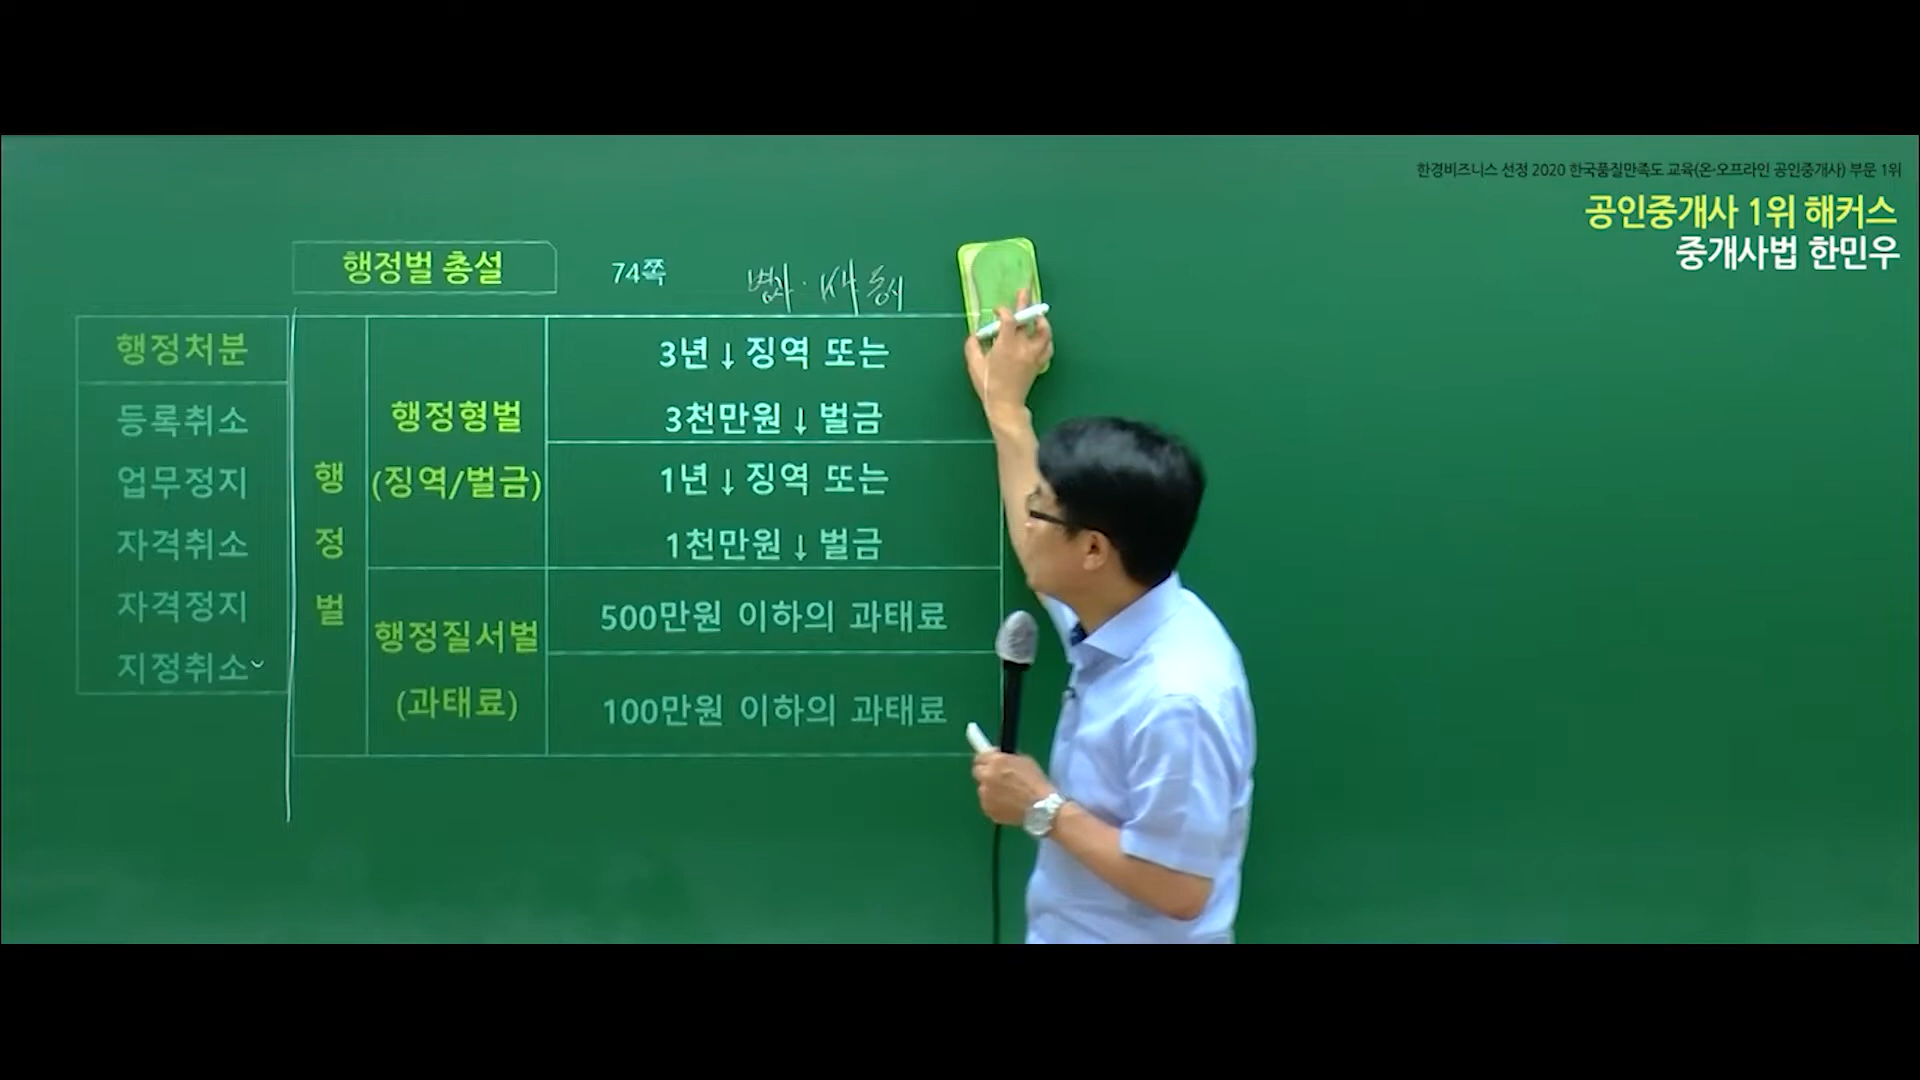 한경비즈니스 선정 2020 한국품질만족도 교육(온·오프라인 공인중개사) 부문 1위
공인중개사 1위 해커스
중개사법 한민우
행정벌 총설
74쪽
행정처분
등록취소
업무정지
자격취소
자격정지
지정취소
행
정
벌
행정형벌
(징역/벌금)
3년↓징역 또는
3천만원↓벌금
1년↓징역 또는
1천만원↓벌금
행정질서벌
(과태료)
500만원 이하의 과태료
100만원 이하의 과태료